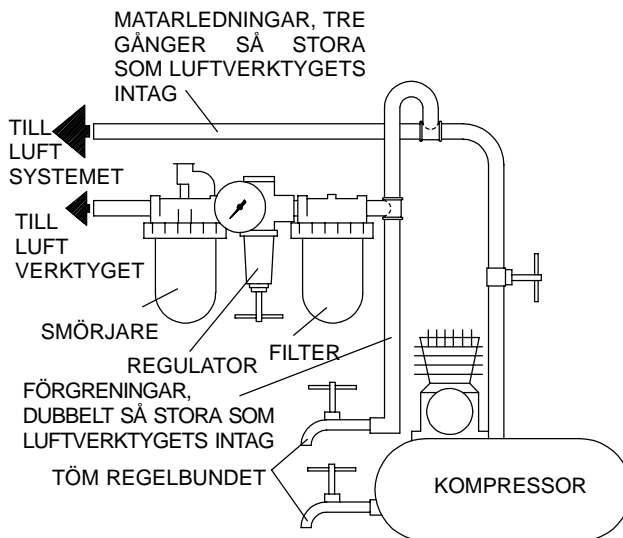 MATARLEDNINGAR, TRE
GÅNGER SÅ STORA
SOM LUFTVERKTYGETS
INTAG
TILL
LUFT
SYSTEMET
TILL
LUFT
VERKTYGET
SMÖRJARE
REGULATOR
FILTER
FÖRGRENINGAR,
DUBBELT SÅ STORA SOM
LUFTVERKTYGETS INTAG
TÖM REGELBUNDET
KOMPRESSOR